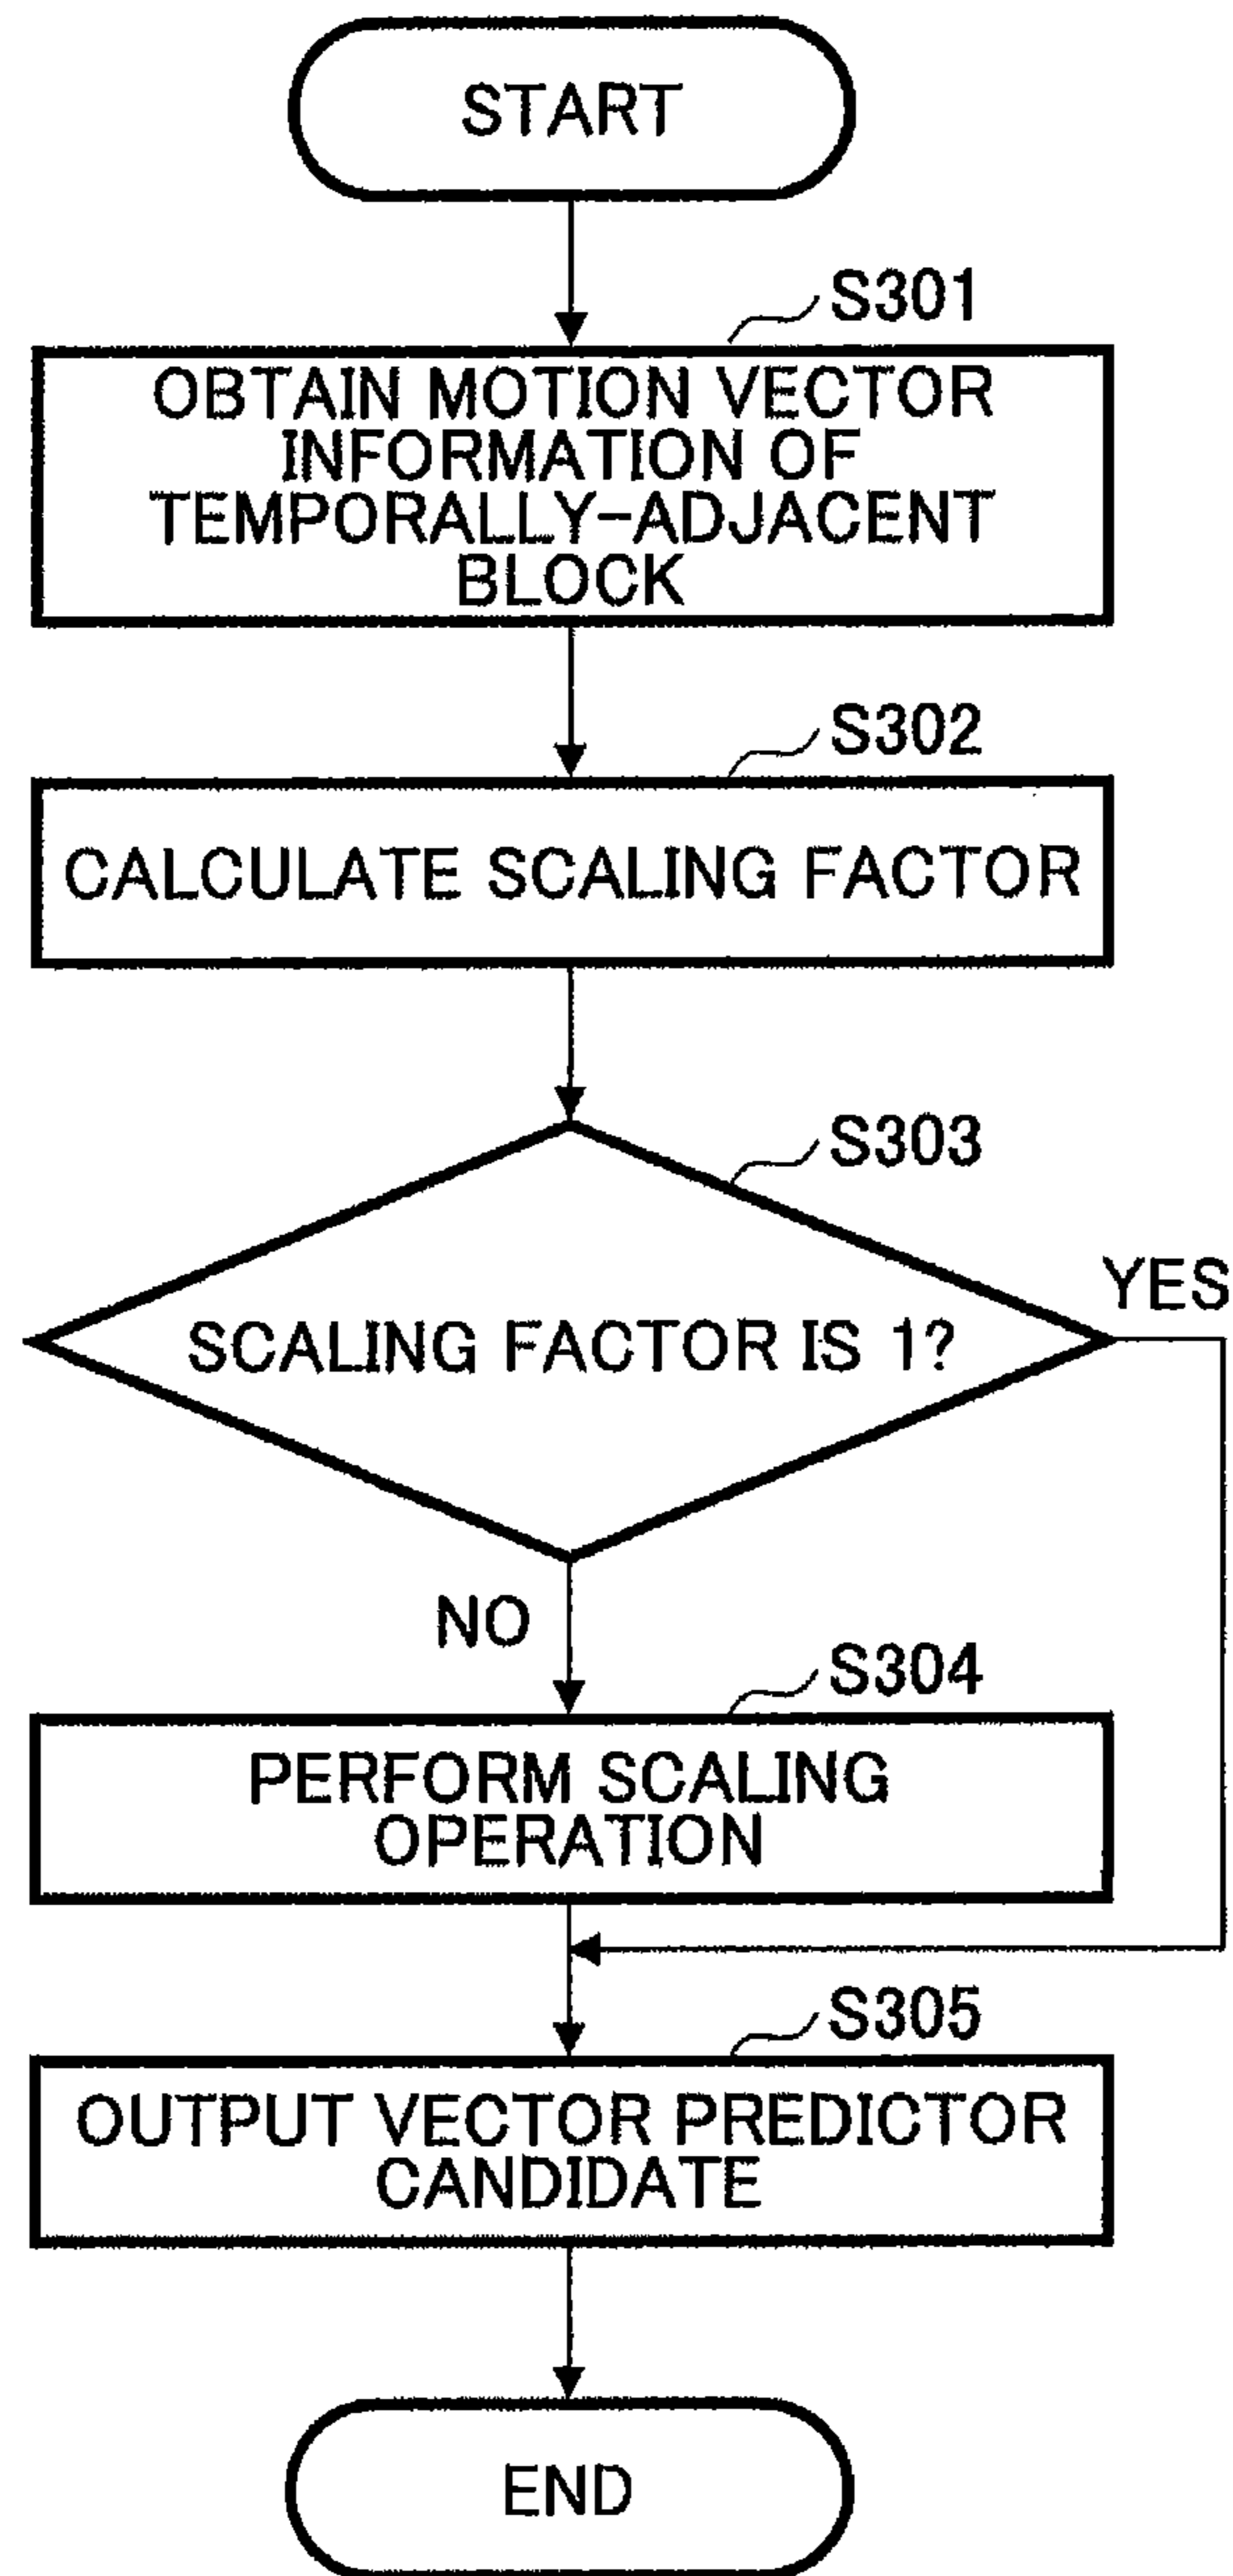 START
S301
OBTAIN MOTION VECTOR
INFORMATION OF
TEMPORALLY-ADJACENT
BLOCK
S302
CALCULATE SCALING FACTOR
S303
SCALING FACTOR IS 1?
YES
NO
S304
PERFORM SCALING
OPERATION
S305
OUTPUT VECTOR PREDICTOR
CANDIDATE
END